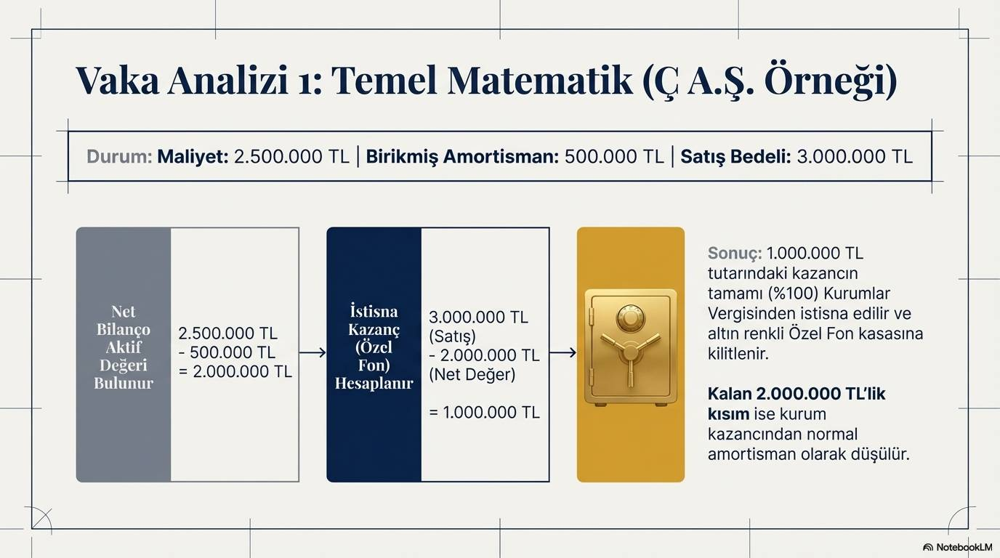 Vaka Analizi 1: Temel Matematik (Ç A.Ş. Örneği)
Durum: Maliyet: 2.500.000 TL | Birikmiş Amortisman: 500.000 TL | Satış Bedeli: 3.000.000 TL
Net
Bilanço
Aktif
Değeri
Bulunur
2.500.000 TL
- 500.000 TL
= 2.000.000 TL
İstisna
Kazanç
(Özel
Fon)
Hesaplanır
3.000.000 TL
(Satış)
- 2.000.000 TL
(Net Değer)
= 1.000.000 TL
Sonuç: 1.000.000 TL
tutarındaki kazancın
tamamı (%100) Kurumlar
Vergisinden istisna edilir ve
altın renkli Özel Fon kasasına
kilitlenir.
Kalan 2.000.000 TL’lik
kısım ise kurum
kazancından normal
amortisman olarak düşülür.
NotebookLM